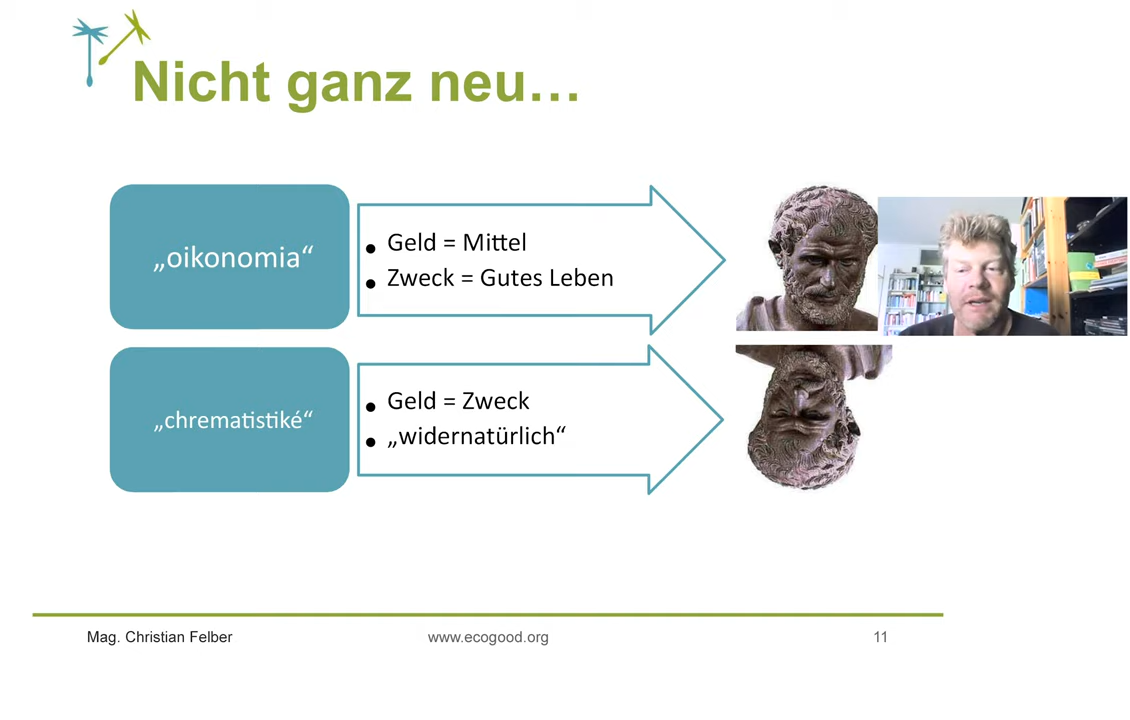 Nicht ganz neu…
„oikonomia“
• Geld = Mittel
• Zweck = Gutes Leben
„chrematistiké“
• Geld = Zweck
• „widernatürlich“
Mag. Christian Felber
www.ecogood.org
11